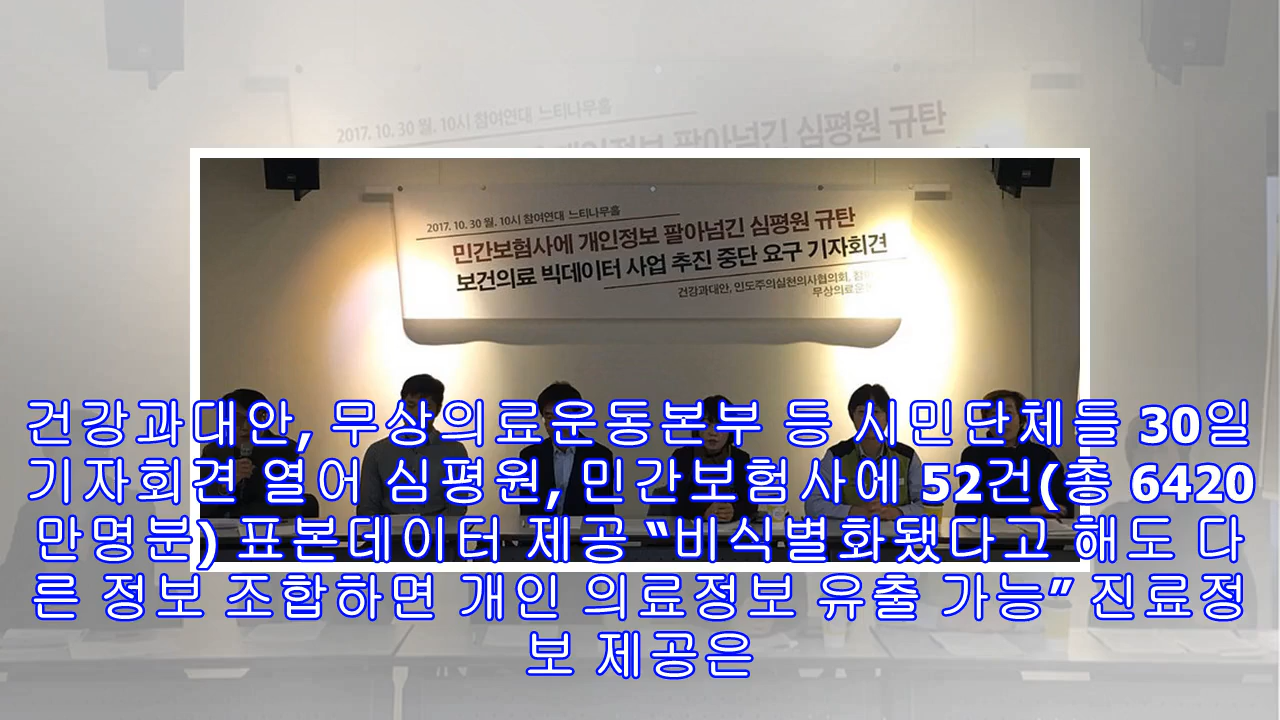 2017. 10. 30 월. 10시 참여연대 느티나무홀
민간보험사에 개인정보 팔아넘긴 심평원 규탄
보건의료 빅데이터 사업 추진 중단 요구 기자회견
건강과대안, 인도주의실천의사협의회,
무상의료운
건강과대안, 무상의료운동본부 등 시민단체들 30일
기자회견 열어 심평원, 민간보험사에 52건(총 6420
만명분) 표본데이터 제공 “비식별화됐다고 해도 다
른 정보 조합하면 개인 의료정보 유출 가능” 진료정
보 제공은